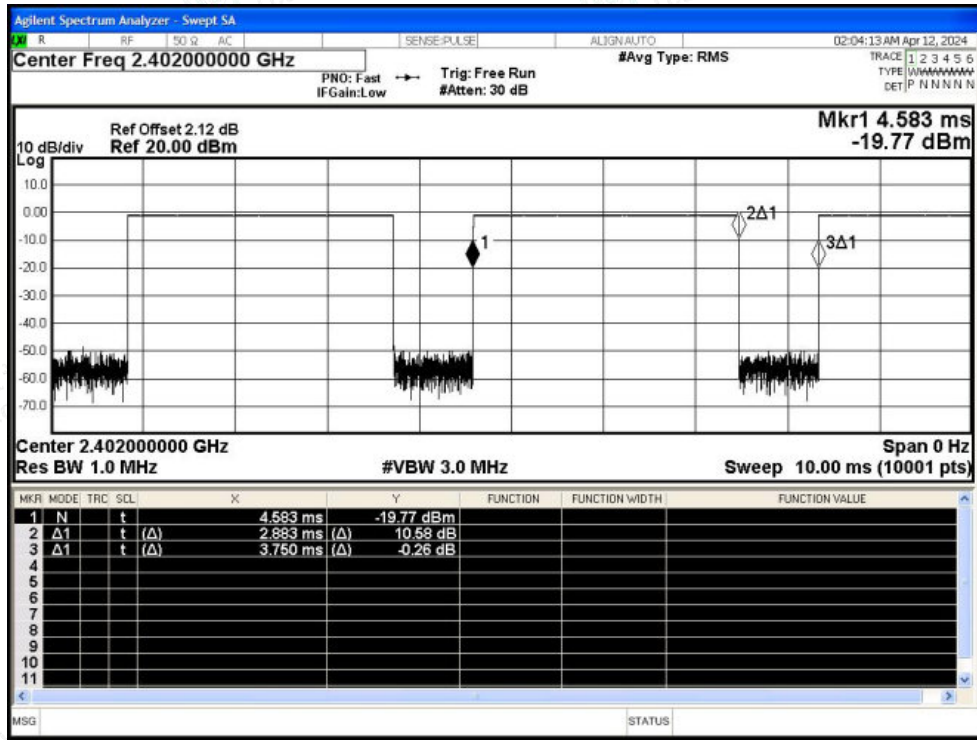 Agilent Spectrum Analyzer - Swept SA
R RF 50 Ω AC SENSE:PULSE ALIGNAUTO 02:04:13 AM Apr 12, 2024
Center Freq 2.402000000 GHz #Avg Type: RMS TRACE 1 2 3 4 5 6
PNO: Fast Trig: Free Run TYPE
IFGain:Low #Atten: 30 dB DET P N N N N N
Mkr1 4.583 ms
Ref Offset 2.12 dB
10 dB/div Ref 20.00 dBm -19.77 dBm
Log
10.0
0.00
2Δ1
-10.0
1
3Δ1
-20.0
-30.0
-40.0
-50.0
-60.0
-70.0
Center 2.402000000 GHz Span 0 Hz
Res BW 1.0 MHz #VBW 3.0 MHz Sweep 10.00 ms (10001 pts)
MKR MODE TRC SCL X Y FUNCTION FUNCTION WIDTH FUNCTION VALUE
1 N t 4.583 ms -19.77 dBm
2 Δ1 t (Δ) 2.883 ms (Δ) 10.58 dB
3 Δ1 t (Δ) 3.750 ms (Δ) -0.26 dB
4
5
6
7
8
9
10
11
MSG STATUS